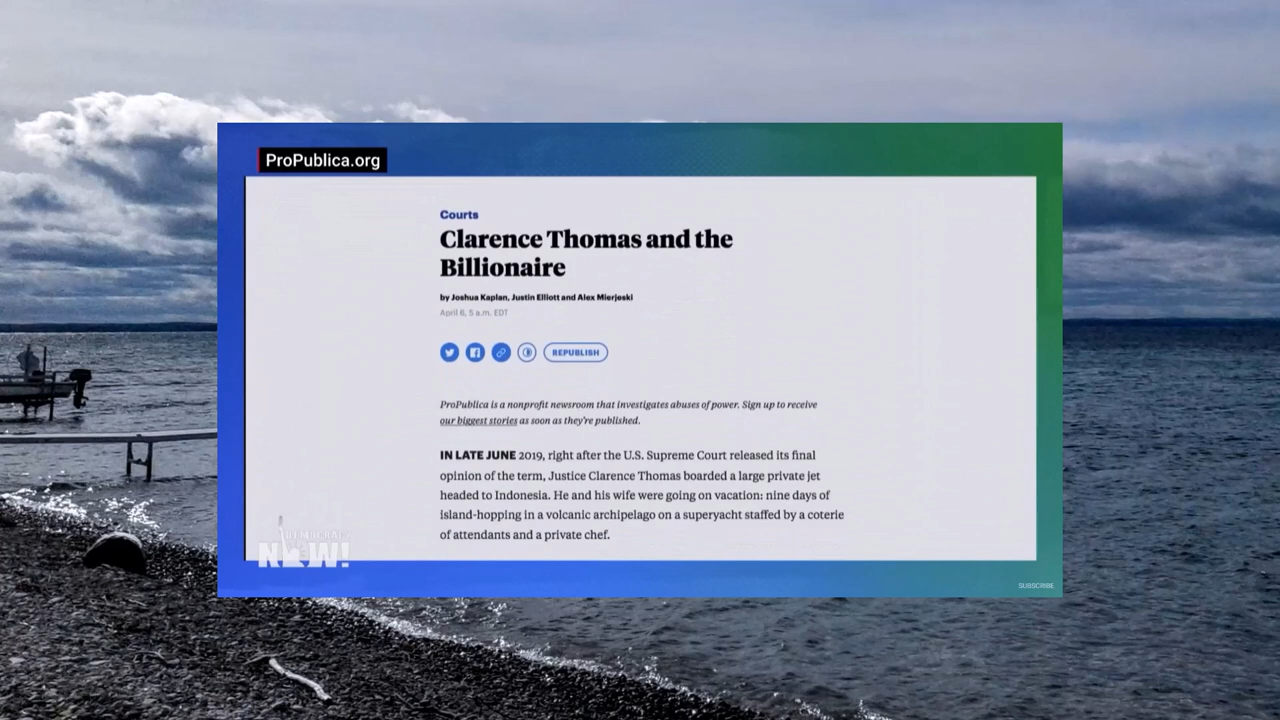 ProPublica.org
Courts
Clarence Thomas and the
Billionaire
by Joshua Kaplan, Justin Elliott and Alex Mierjeski
April 6, 5 a.m. EDT
REPUBLISH
ProPublica is a nonprofit newsroom that investigates abuses of power. Sign up to receive
our biggest stories as soon as they're published.
IN LATE JUNE 2019, right after the U.S. Supreme Court released its final
opinion of the term, Justice Clarence Thomas boarded a large private jet
headed to Indonesia. He and his wife were going on vacation: nine days of
island-hopping in a volcanic archipelago on a superyacht staffed by a coterie
of attendants and a private chef.
DEMOCRACY
NOW!
SUBSCRIBE